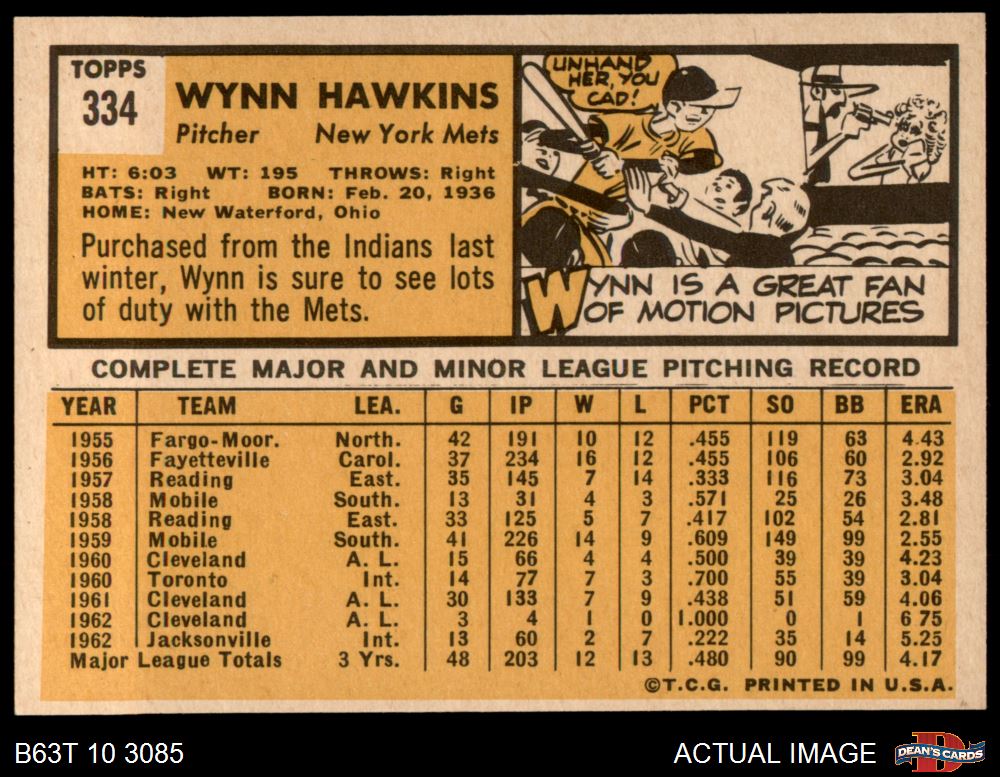 TOPPS
334
WYNN HAWKINS
Pitcher New York Mets
HT: 6:03 WT: 195 THROWS: Right
BATS: Right BORN: Feb. 20, 1936
HOME: New Waterford, Ohio
Purchased from the Indians last
winter, Wynn is sure to see lots
of duty with the Mets.
UNHAND
HER, YOU
CAD!
WYNN IS A GREAT FAN
OF MOTION PICTURES
COMPLETE MAJOR AND MINOR LEAGUE PITCHING RECORD
YEAR TEAM LEA. G IP W L PCT SO BB ERA
1955 Fargo-Moor. North. 42 191 10 12 .455 119 63 4.43
1956 Fayetteville Carol. 37 234 16 12 .455 106 60 2.92
1957 Reading East. 35 145 7 14 .333 116 73 3.04
1958 Mobile South. 13 31 4 3 .571 25 26 3.48
1958 Reading East. 33 125 5 7 .417 102 54 2.81
1959 Mobile South. 41 226 14 9 .609 149 99 2.55
1960 Cleveland A. L. 15 66 4 4 .500 39 39 4.23
1960 Toronto Int. 14 77 7 3 .700 55 39 3.04
1961 Cleveland A. L. 30 133 7 9 .438 51 59 4.06
1962 Cleveland A. L. 3 4 1 0 1.000 0 1 6.75
1962 Jacksonville Int. 13 60 2 7 .222 35 14 5.25
Major League Totals 3 Yrs. 48 203 12 13 .480 90 99 4.17
©T.C.G. PRINTED IN U.S.A.
B63T 10 3085 ACTUAL IMAGE DEAN'S CARDS